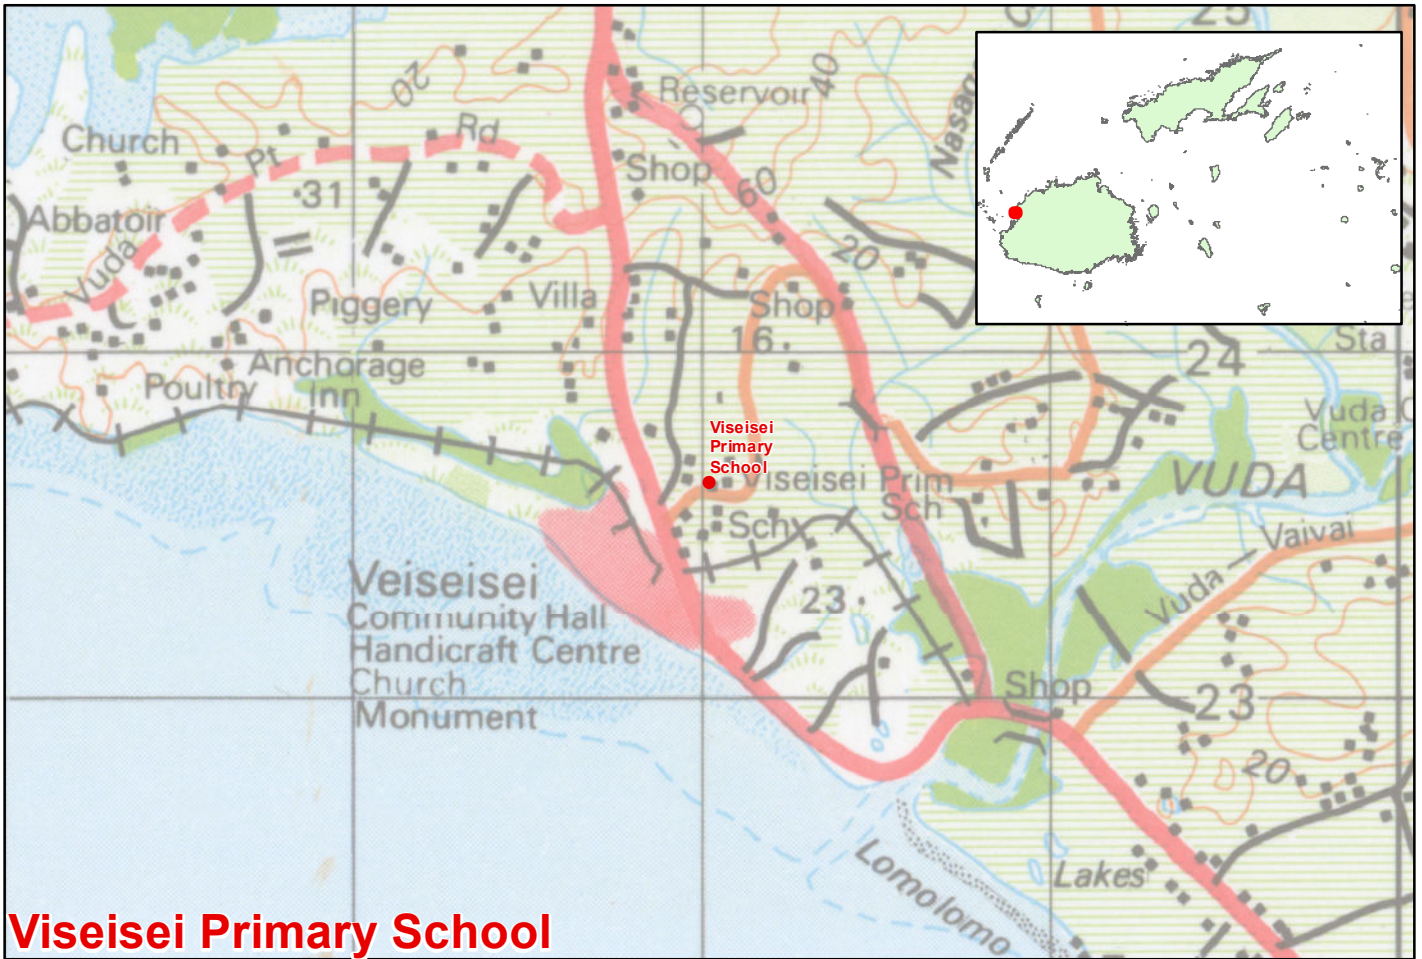 25
G
Reservoir
40
20
Church
Pt
Rd
Nasag
Shop
60
31
Abbatoir
Vuda
20
Piggery
Villa
Shop
16
Sta
24
Anchorage
Inn
Poultry
Vuda C
Centre
Viseisei
Primary
School
Viseisei Prim
Sch
VUDA
Sch
Vaivai
Vuda
Veiseisei
Community Hall
Handicraft Centre
Church
Monument
23
Shop
23
20
Lakes
Lomolomo
Viseisei Primary School